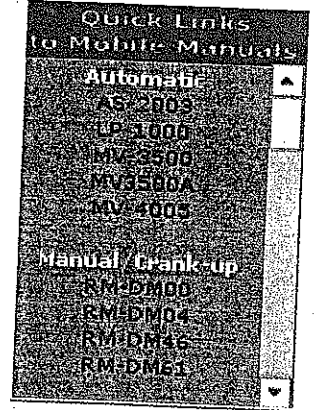 Quick Links
to Mobile Manuals
Automatic
AS-2003
LP-1000
MV-3500
MV3500A
MV-4005
Manual/Crank-up
RM-DM00
RM-DM04
RM-DM46
RM-DM61